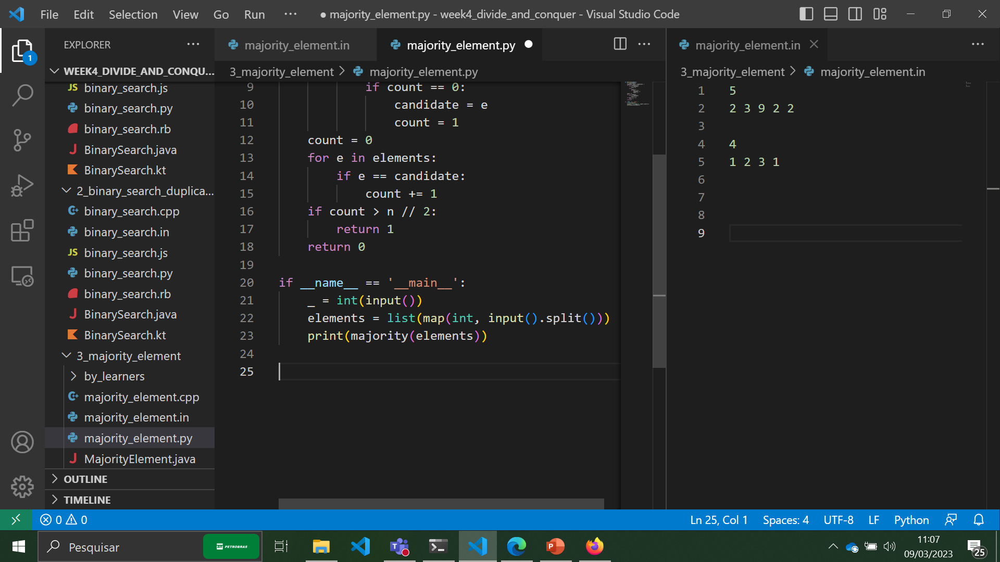 File Edit Selection View Go Run ··· ● majority_element.py - week4_divide_and_conquer - Visual Studio Code
EXPLORER ···
1
WEEK4_DIVIDE_AND_CONQU...
JS binary_search.js
binary_search.py
binary_search.rb
J BinarySearch.java
BinarySearch.kt
2_binary_search_duplica...
C+ binary_search.cpp
binary_search.in
JS binary_search.js
binary_search.py
binary_search.rb
J BinarySearch.java
BinarySearch.kt
3_majority_element
by_learners
C+ majority_element.cpp
majority_element.in
majority_element.py
J MajorityElement.java
OUTLINE
TIMELINE
majority_element.in majority_element.py ● ···
3_majority_element > majority_element.py
9 if count == 0:
10 candidate = e
11 count = 1
12 count = 0
13 for e in elements:
14 if e == candidate:
15 count += 1
16 if count > n // 2:
17 return 1
18 return 0
19
20 if __name__ == '__main__':
21 _ = int(input())
22 elements = list(map(int, input().split()))
23 print(majority(elements))
24
25
majority_element.in ···
3_majority_element > majority_element.in
1 5
2 2 3 9 2 2
3
4 4
5 1 2 3 1
6
7
8
9
0 0 Ln 25, Col 1 Spaces: 4 UTF-8 LF Python
Pesquisar BR PETROBRAS
T
P
11:07
09/03/2023
25